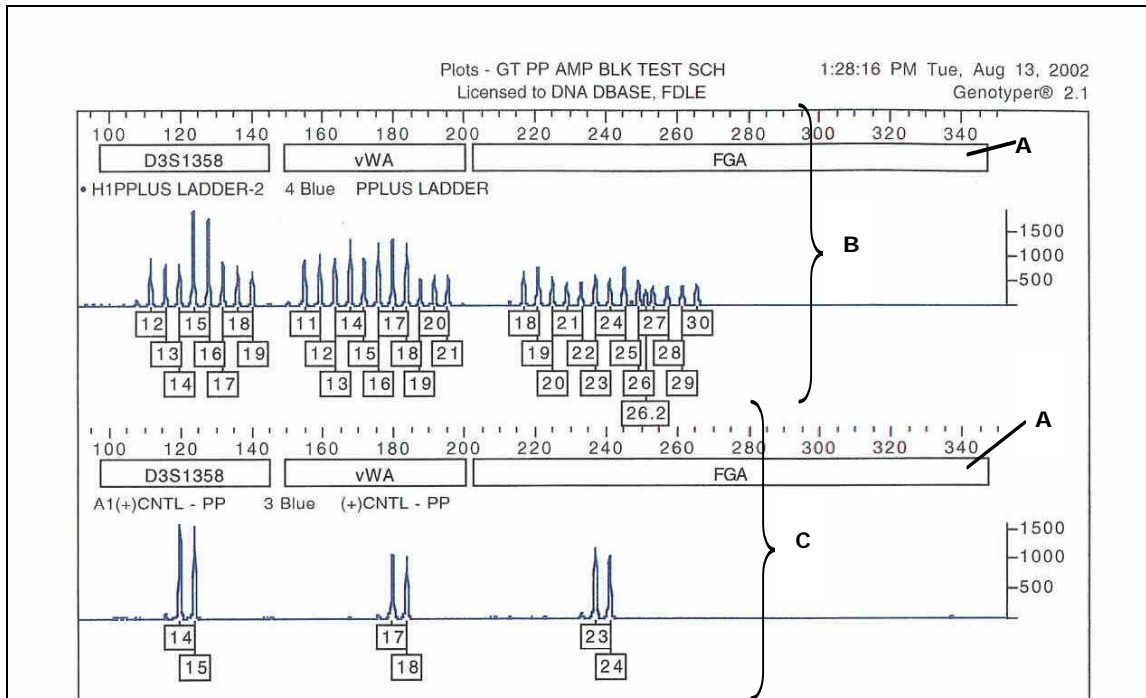 Plots - GT PP AMP BLK TEST SCH 1:28:16 PM Tue, Aug 13, 2002
Licensed to DNA DBASE, FDLE Genotyper® 2.1
100 120 140 160 180 200 220 240 260 280 300 320 340
D3S1358 vWA FGA A
• H1PPLUS LADDER-2 4 Blue PPLUS LADDER
1500
B
1000
500
12 15 18 11 14 17 20 18 21 24 27 30
13 16 19 12 15 18 21 19 22 25 28
14 17 13 16 19 20 23 26 29
26.2
A
100 120 140 160 180 200 220 240 260 280 300 320 340
D3S1358 vWA FGA
A1(+)CNTL - PP 3 Blue (+)CNTL - PP
1500
C
1000
500
14 17 23
15 18 24